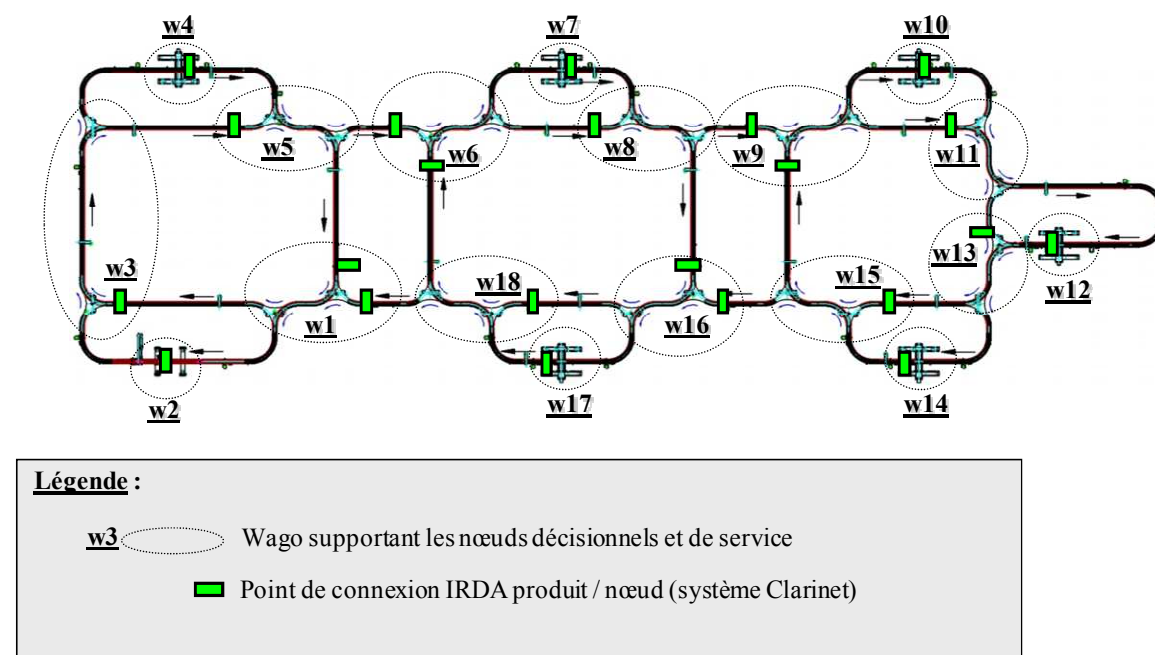 w4
w7
w10
w5
w6
w8
w9
w11
w3
w1
w18
w16
w15
w13
w12
w2
w17
w14
Légende :
w3 Wago supportant les nœuds décisionnels et de service
Point de connexion IRDA produit / nœud (système Clarinet)